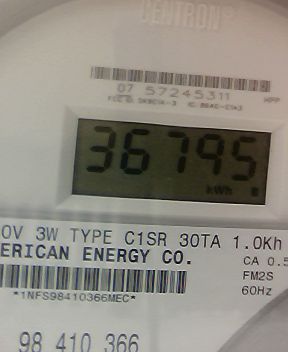 CENTRON®
07 57245311
36795
kWh
0V 3W TYPE C1SR 30TA 1.0Kh
ERICAN ENERGY CO.
CA 0.5
FM2S
60Hz
*1NFS98410366MEC*
98 410 366